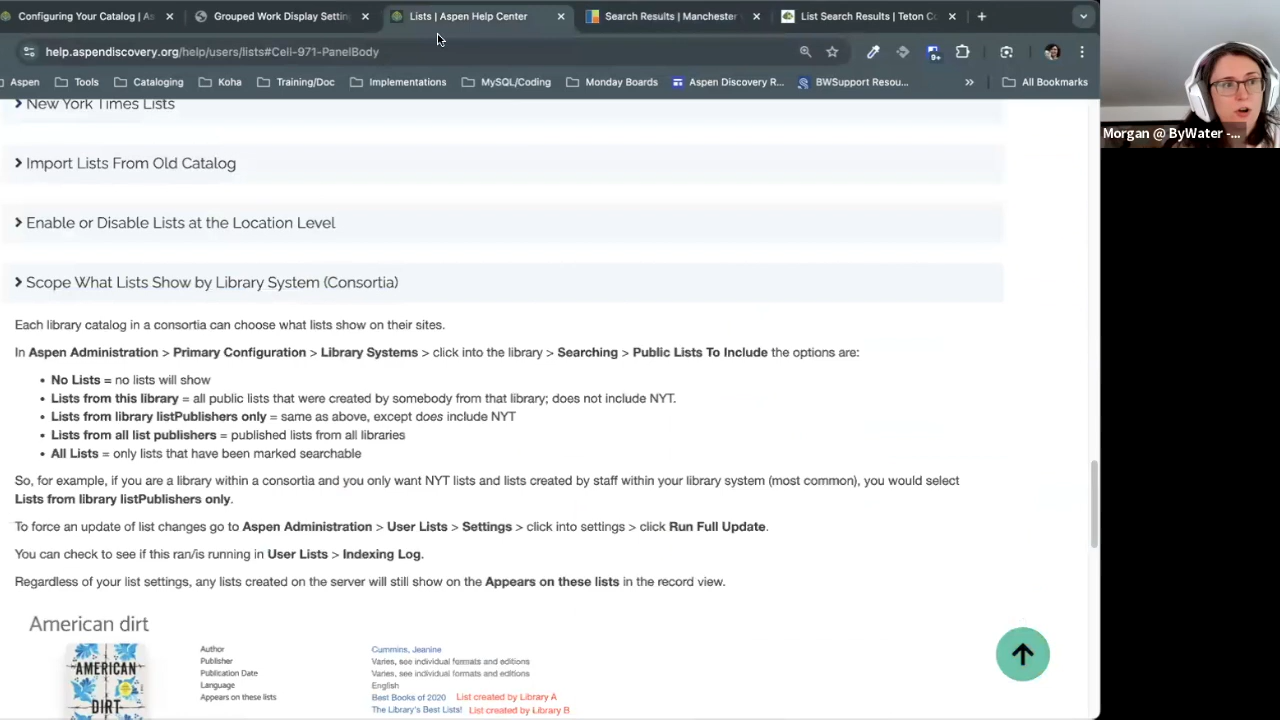 Configuring Your Catalog | As
Grouped Work Display Settin
Lists | Aspen Help Center
Search Results | Manchester
List Search Results | Teton C
help.aspendiscovery.org/help/users/lists#Cell-971-PanelBody
9+
Aspen
Tools
Cataloging
Koha
Training/Doc
Implementations
MySQL/Coding
Monday Boards
Aspen Discovery R...
BWSupport Resou...
»
All Bookmarks
Morgan @ ByWater -...
New York Times Lists
Import Lists From Old Catalog
Enable or Disable Lists at the Location Level
Scope What Lists Show by Library System (Consortia)
Each library catalog in a consortia can choose what lists show on their sites.
In Aspen Administration > Primary Configuration > Library Systems > click into the library > Searching > Public Lists To Include the options are:
• No Lists = no lists will show
• Lists from this library = all public lists that were created by somebody from that library; does not include NYT.
• Lists from library listPublishers only = same as above, except does include NYT
• Lists from all list publishers = published lists from all libraries
• All Lists = only lists that have been marked searchable
So, for example, if you are a library within a consortia and you only want NYT lists and lists created by staff within your library system (most common), you would select
Lists from library listPublishers only.
To force an update of list changes go to Aspen Administration > User Lists > Settings > click into settings > click Run Full Update.
You can check to see if this ran/is running in User Lists > Indexing Log.
Regardless of your list settings, any lists created on the server will still show on the Appears on these lists in the record view.
American dirt
AMERICAN
DIRT
Author Cummins, Jeanine
Publisher Varies, see individual formats and editions
Publication Date Varies, see individual formats and editions
Language English
Appears on these lists Best Books of 2020 List created by Library A
The Library's Best Lists! List created by Library B